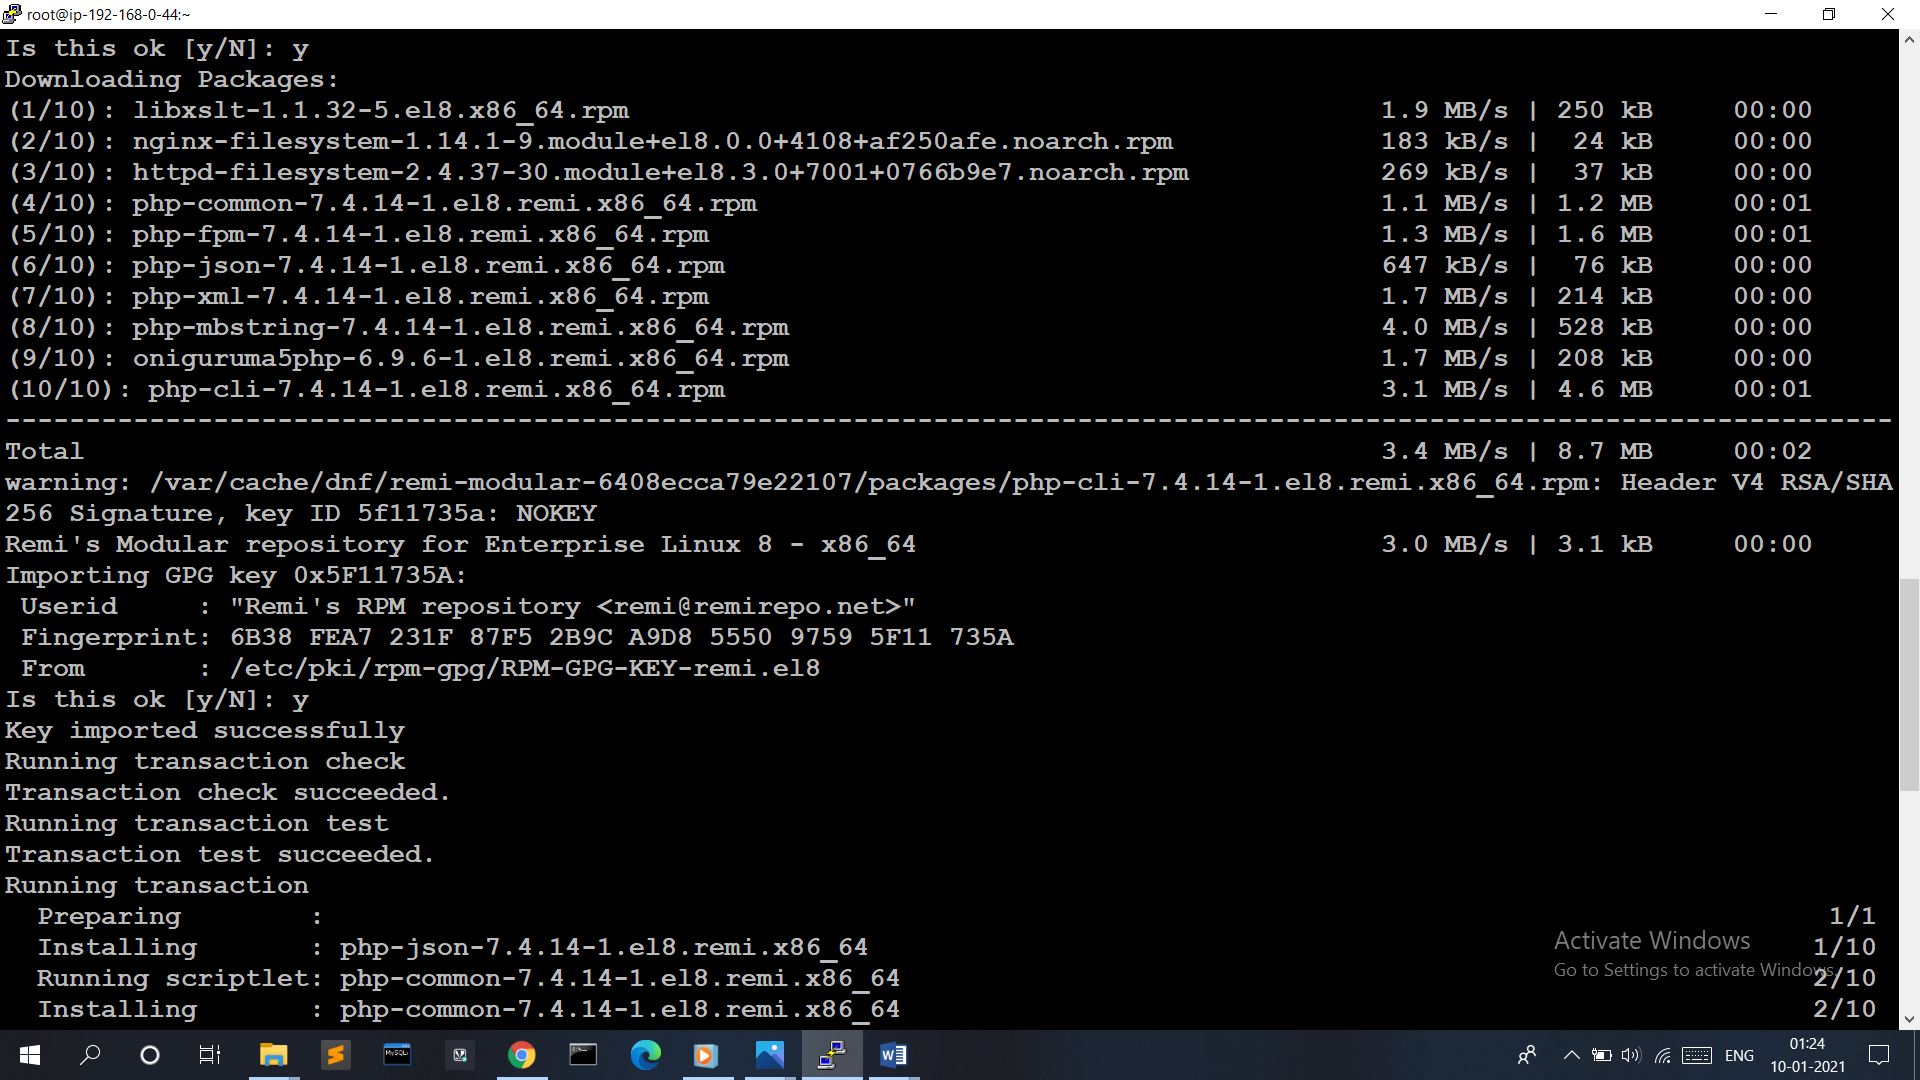 root@ip-192-168-0-44:~
Is this ok [y/N]: y
Downloading Packages:
(1/10): libxslt-1.1.32-5.el8.x86_64.rpm 1.9 MB/s | 250 kB 00:00
(2/10): nginx-filesystem-1.14.1-9.module+el8.0.0+4108+af250afe.noarch.rpm 183 kB/s | 24 kB 00:00
(3/10): httpd-filesystem-2.4.37-30.module+el8.3.0+7001+0766b9e7.noarch.rpm 269 kB/s | 37 kB 00:00
(4/10): php-common-7.4.14-1.el8.remi.x86_64.rpm 1.1 MB/s | 1.2 MB 00:01
(5/10): php-fpm-7.4.14-1.el8.remi.x86_64.rpm 1.3 MB/s | 1.6 MB 00:01
(6/10): php-json-7.4.14-1.el8.remi.x86_64.rpm 647 kB/s | 76 kB 00:00
(7/10): php-xml-7.4.14-1.el8.remi.x86_64.rpm 1.7 MB/s | 214 kB 00:00
(8/10): php-mbstring-7.4.14-1.el8.remi.x86_64.rpm 4.0 MB/s | 528 kB 00:00
(9/10): oniguruma5php-6.9.6-1.el8.remi.x86_64.rpm 1.7 MB/s | 208 kB 00:00
(10/10): php-cli-7.4.14-1.el8.remi.x86_64.rpm 3.1 MB/s | 4.6 MB 00:01
----------------------------------------------------------------------------------------------------------------------
Total 3.4 MB/s | 8.7 MB 00:02
warning: /var/cache/dnf/remi-modular-6408ecca79e22107/packages/php-cli-7.4.14-1.el8.remi.x86_64.rpm: Header V4 RSA/SHA
256 Signature, key ID 5f11735a: NOKEY
Remi's Modular repository for Enterprise Linux 8 - x86_64 3.0 MB/s | 3.1 kB 00:00
Importing GPG key 0x5F11735A:
Userid : "Remi's RPM repository <remi@remirepo.net>"
Fingerprint: 6B38 FEA7 231F 87F5 2B9C A9D8 5550 9759 5F11 735A
From : /etc/pki/rpm-gpg/RPM-GPG-KEY-remi.el8
Is this ok [y/N]: y
Key imported successfully
Running transaction check
Transaction check succeeded.
Running transaction test
Transaction test succeeded.
Running transaction
Preparing : 1/1
Installing : php-json-7.4.14-1.el8.remi.x86_64 1/10
Running scriptlet: php-common-7.4.14-1.el8.remi.x86_64 2/10
Installing : php-common-7.4.14-1.el8.remi.x86_64 2/10
Activate Windows
Go to Settings to activate Windows.
MySQL
ENG
01:24
10-01-2021